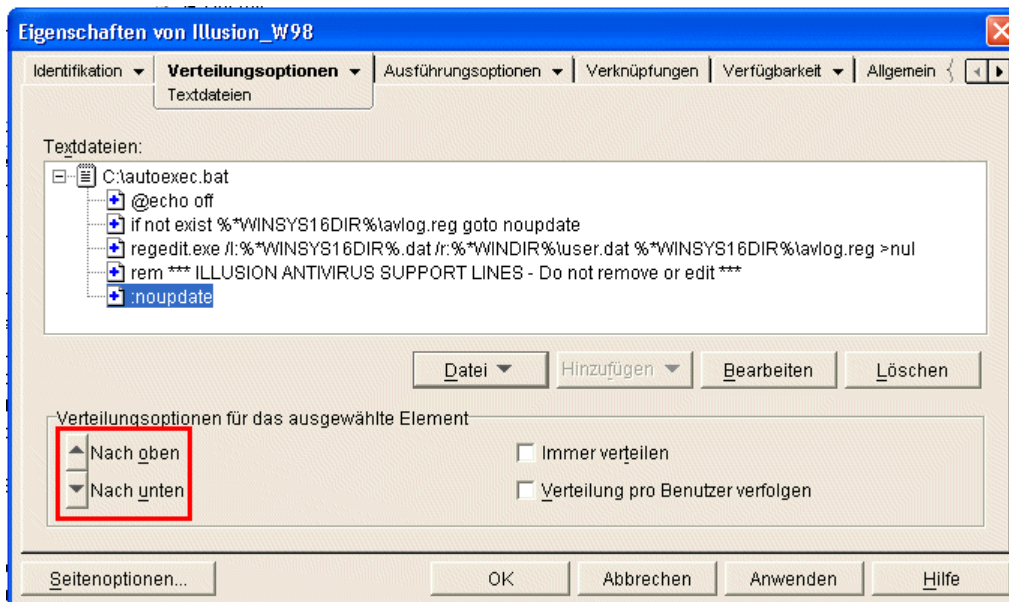 Eigenschaften von Illusion_W98
Identifikation Verteilungsoptionen Ausführungsoptionen Verknüpfungen Verfügbarkeit Allgemein
Textdateien
Textdateien:
C:\autoexec.bat
@echo off
if not exist %*WINSYS16DIR%\avlog.reg goto noupdate
regedit.exe /l:%*WINSYS16DIR%.dat /r:%*WINDIR%\user.dat %*WINSYS16DIR%\avlog.reg >nul
rem *** ILLUSION ANTIVIRUS SUPPORT LINES - Do not remove or edit ***
:noupdate
Datei Hinzufügen Bearbeiten Löschen
Verteilungsoptionen für das ausgewählte Element
Nach oben Immer verteilen
Nach unten Verteilung pro Benutzer verfolgen
Seitenoptionen... OK Abbrechen Anwenden Hilfe